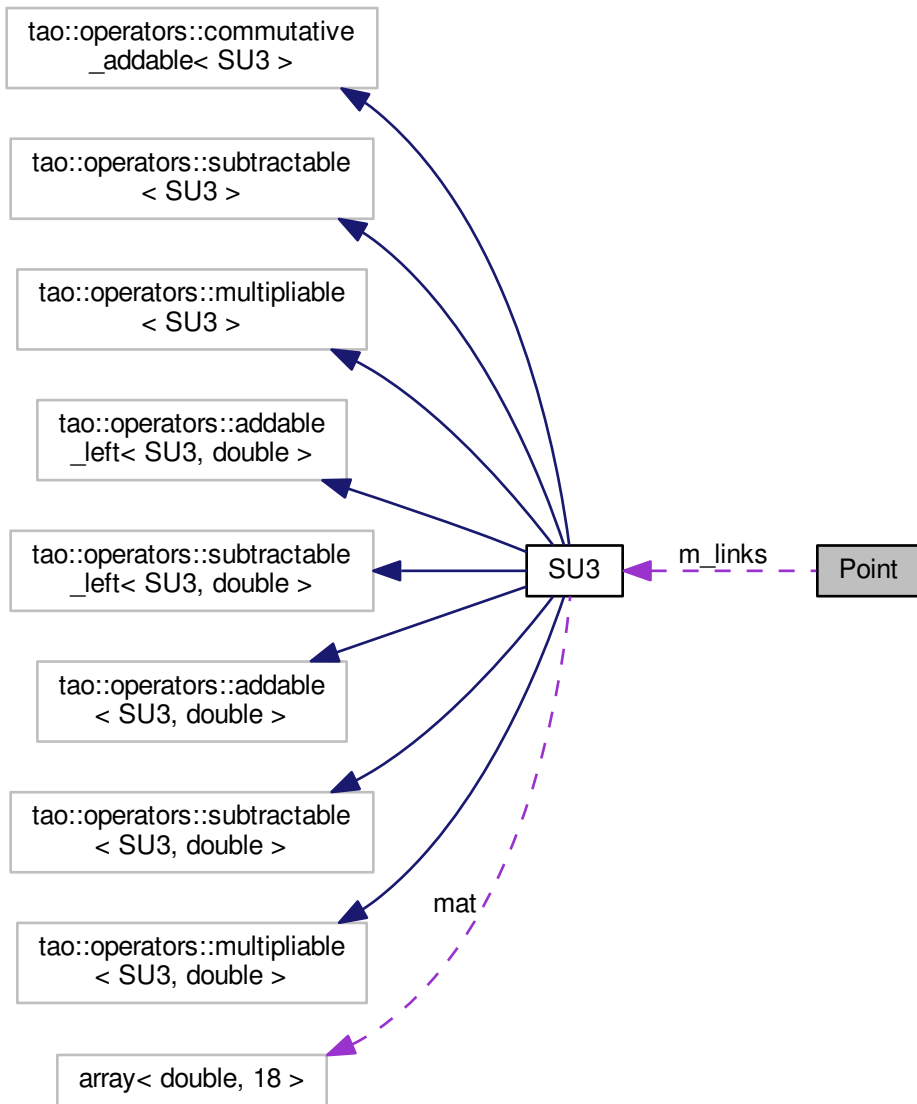 tao::operators::commutative
_addable< SU3 >
tao::operators::subtractable
< SU3 >
tao::operators::multipliable
< SU3 >
tao::operators::addable
_left< SU3, double >
tao::operators::subtractable
_left< SU3, double >
SU3
m_links
Point
tao::operators::addable
< SU3, double >
tao::operators::subtractable
< SU3, double >
mat
tao::operators::multipliable
< SU3, double >
array< double, 18 >